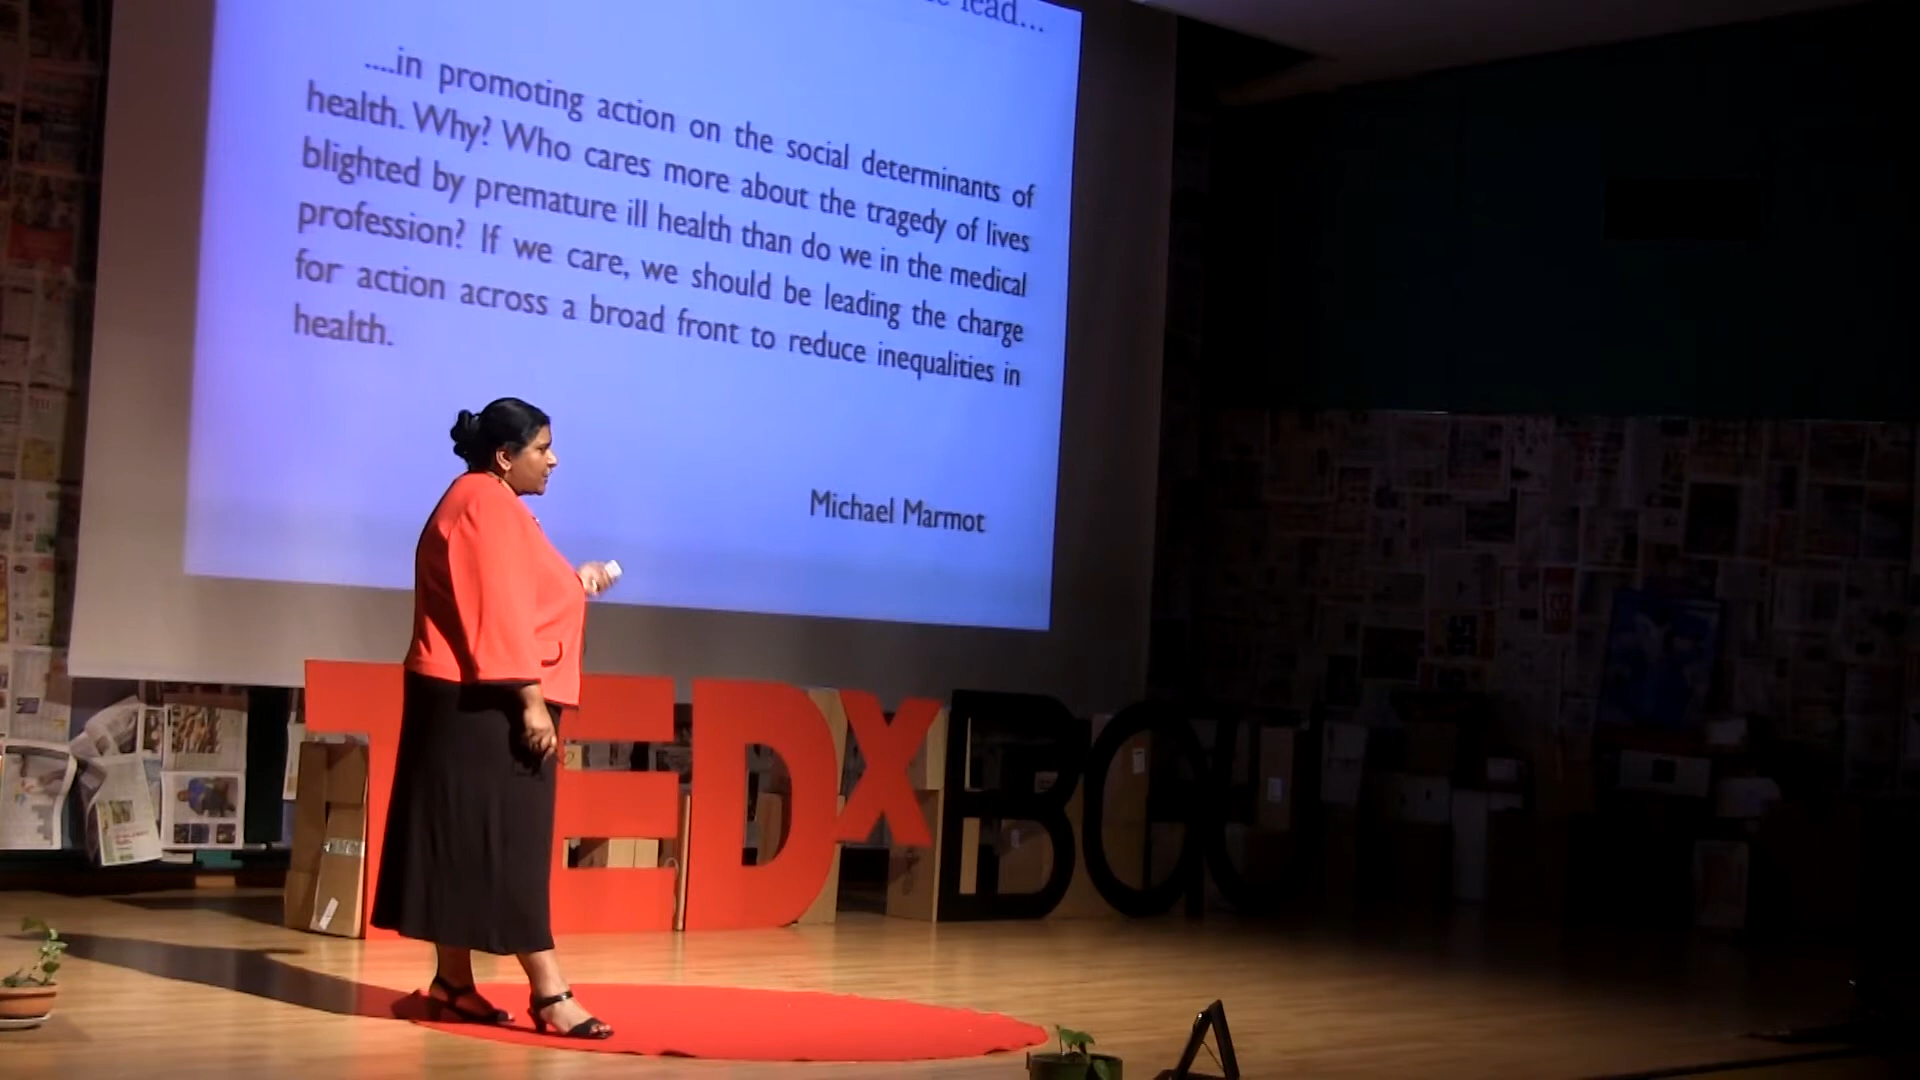 lead...
....in promoting action on the social determinants of
health. Why? Who cares more about the tragedy of lives
blighted by premature ill health than do we in the medical
profession? If we care, we should be leading the charge
for action across a broad front to reduce inequalities in
health.
Michael Marmot
TEDxBGU